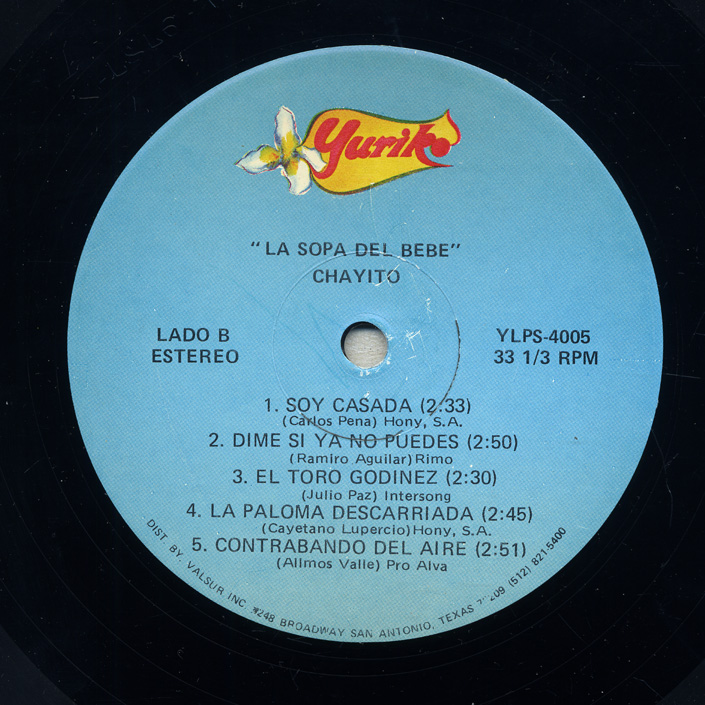 Yuriko
"LA SOPA DEL BEBE"
CHAYITO
LADO B
ESTEREO
YLPS-4005
33 1/3 RPM
1. SOY CASADA (2:33)
(Carlos Pena) Hony, S.A.
2. DIME SI YA NO PUEDES (2:50)
(Ramiro Aguilar) Rimo
3. EL TORO GODINEZ (2:30)
(Julio Paz) Intersong
4. LA PALOMA DESCARRIADA (2:45)
(Cayetano Lupercio) Hony, S.A.
5. CONTRABANDO DEL AIRE (2:51)
(Allmos Valle) Pro Alva
DIST. BY. VALSUR INC. BROADWAY SAN ANTONIO, TEXAS (512) 821-5400